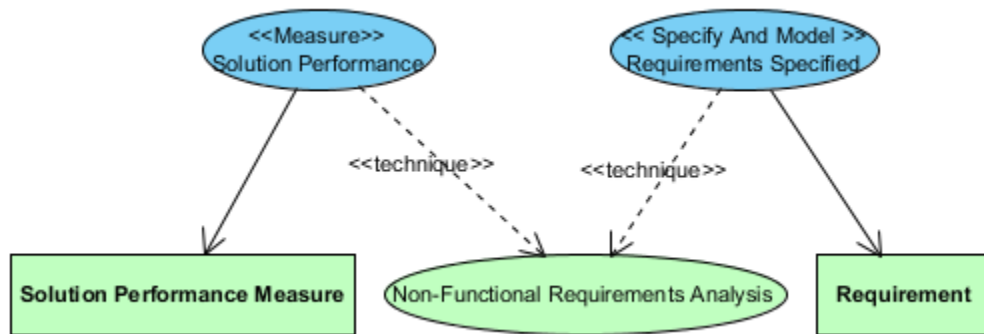 <<Measure>>
Solution Performance
<< Specify And Model >>
Requirements Specified
<<technique>>
<<technique>>
Solution Performance Measure
Non-Functional Requirements Analysis
Requirement